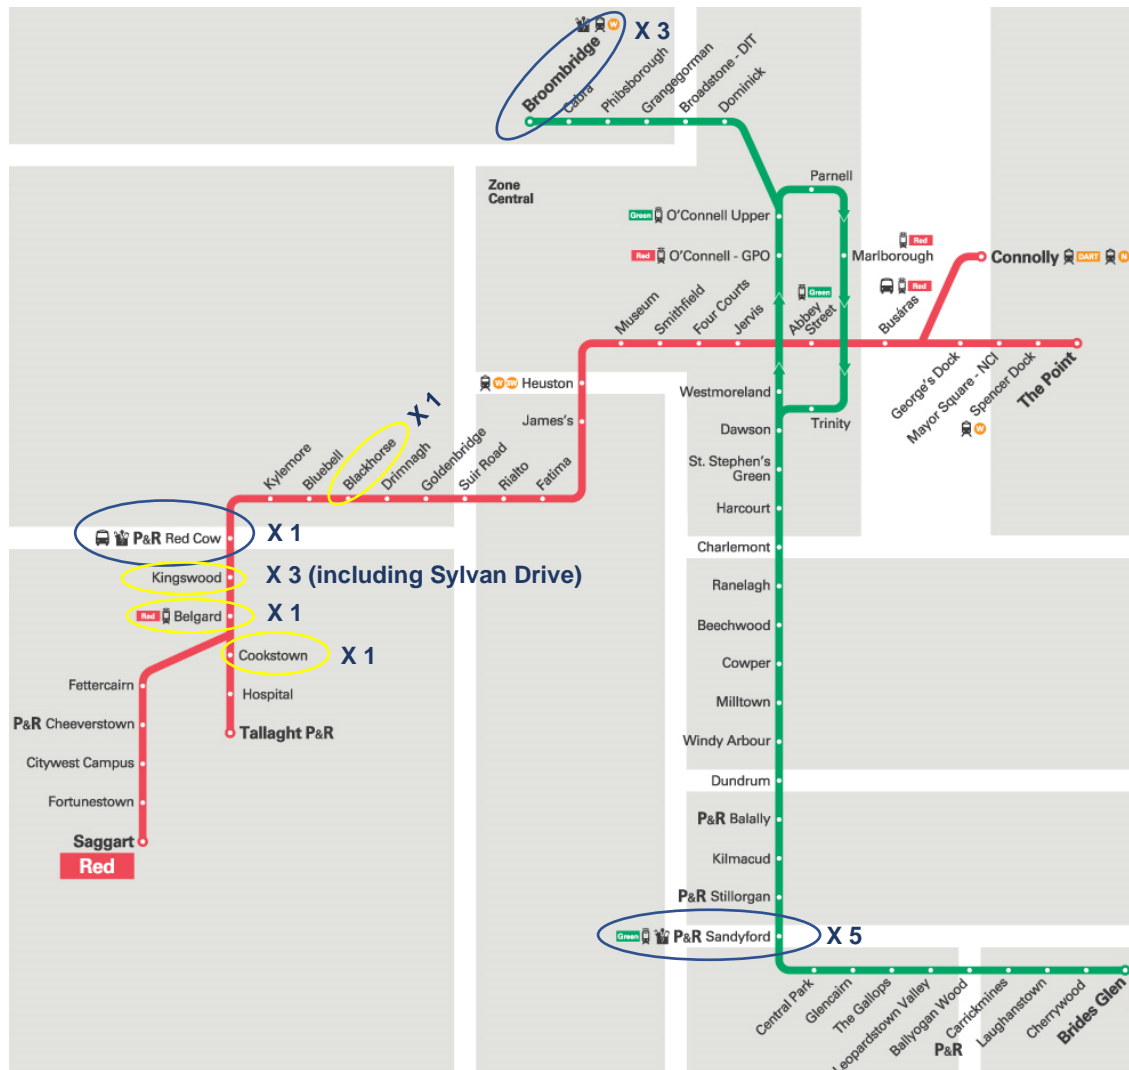 X 3
Broombridge
Cabra
Phibsborough
Grangegorman
Broadstone - DIT
Dominick
Zone
Central
Parnell
Green O'Connell Upper
Red O'Connell - GPO
Marlborough
Red
Connolly DART N
Red
Busáras
Green
Abbey
Street
Museum
Smithfield
Four Courts
Jervis
George's Dock
Mayor Square - NCI
Spencer Dock
W
The Point
W SW Heuston
James's
Westmoreland
Trinity
Dawson
St. Stephen's
Green
Harcourt
Charlemont
Ranelagh
Beechwood
Cowper
Milltown
Windy Arbour
Dundrum
P&R Balally
Kilmacud
P&R Stillorgan
Green P&R Sandyford
X 5
Central Park
Glencairn
The Gallops
Leopardstown Valley
Ballyogan Wood
P&R
Carrickmines
Laughanstown
Cherrywood
Brides Glen
X 1
Kylemore
Bluebell
Blackhorse
Drimnagh
Goldenbridge
Suir Road
Rialto
Fatima
P&R Red Cow
X 1
Kingswood
X 3 (including Sylvan Drive)
Red Belgard
X 1
Cookstown
X 1
Hospital
Tallaght P&R
Fettercairn
P&R Cheeverstown
Citywest Campus
Fortunestown
Saggart
Red
W